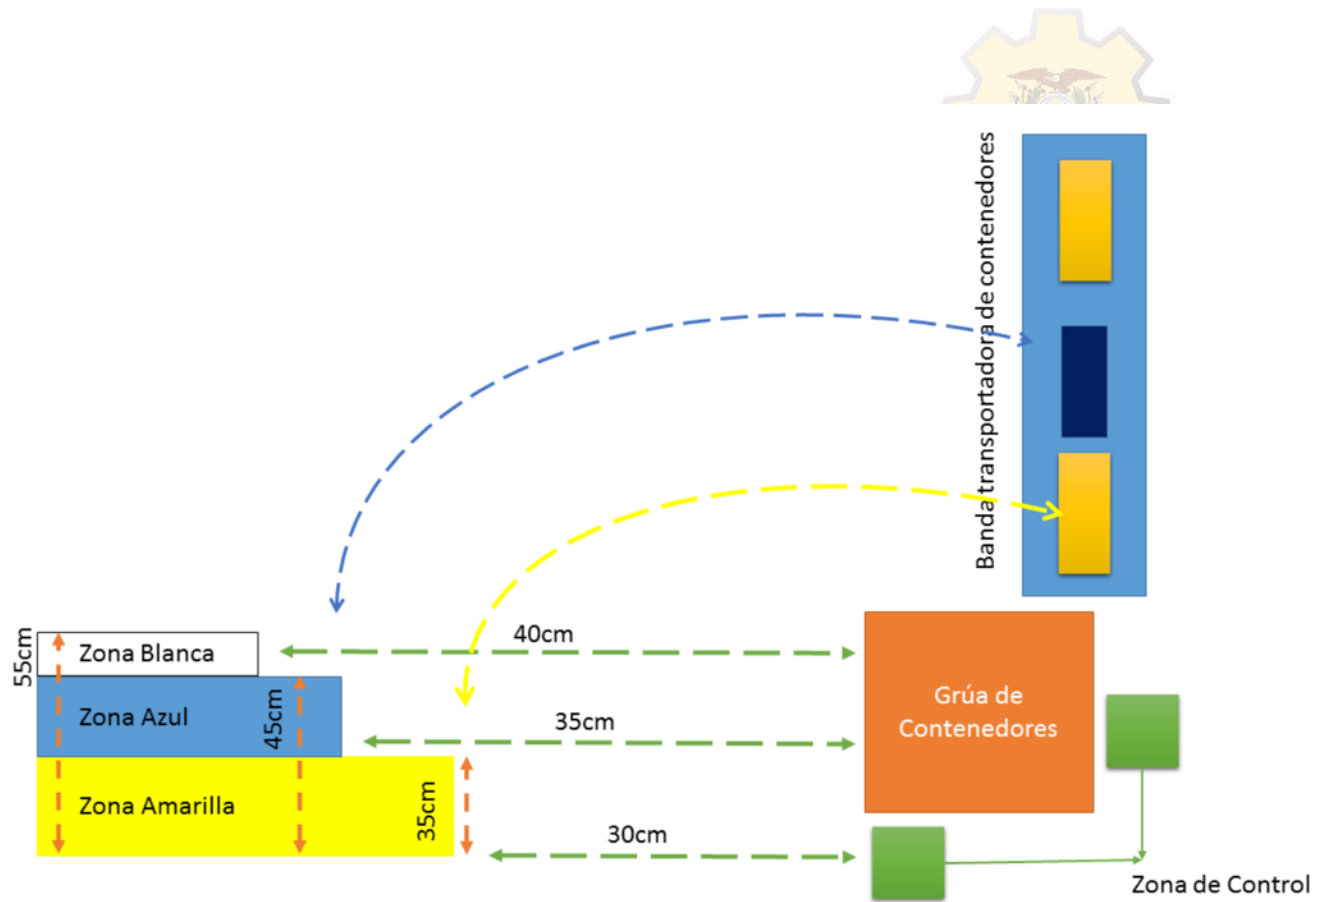 Banda transportadora de contenedores
55cm
Zona Blanca
40cm
Zona Azul
45cm
35cm
Grúa de
Contenedores
Zona Amarilla
35cm
30cm
Zona de Control